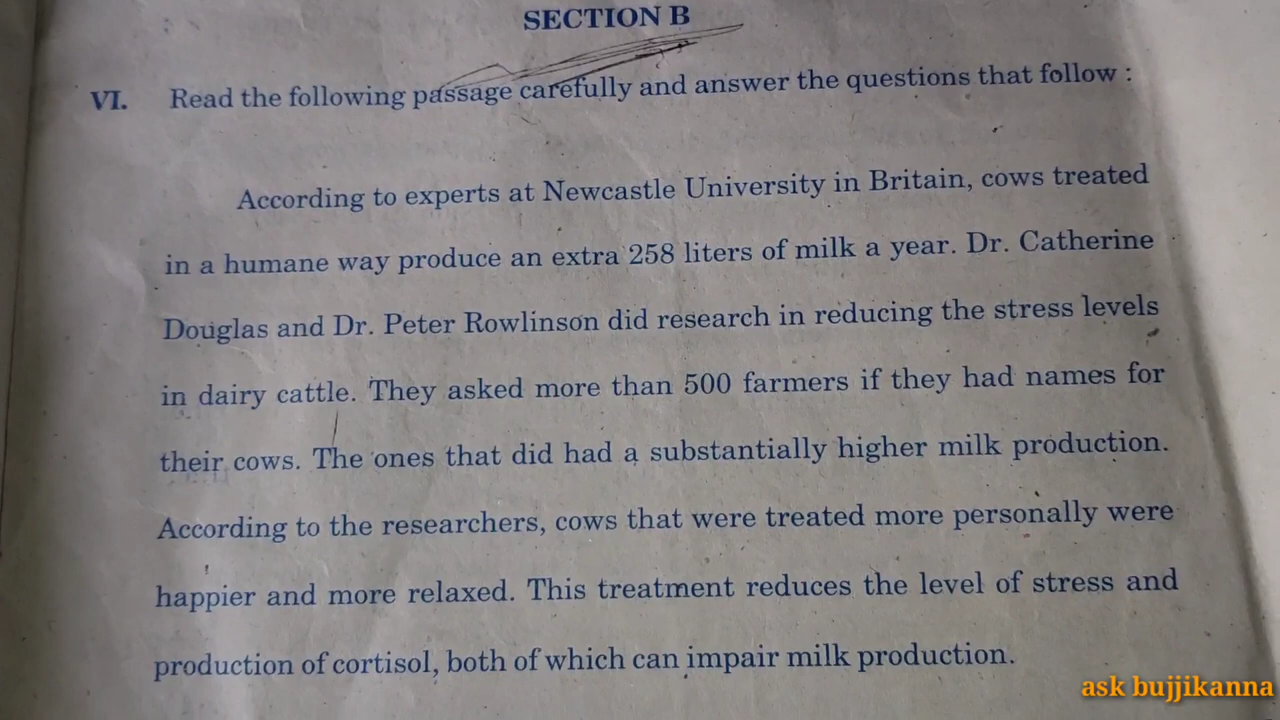 SECTION B
VI. Read the following passage carefully and answer the questions that follow :
According to experts at Newcastle University in Britain, cows treated
in a humane way produce an extra 258 liters of milk a year. Dr. Catherine
Douglas and Dr. Peter Rowlinson did research in reducing the stress levels
in dairy cattle. They asked more than 500 farmers if they had names for
their cows. The ones that did had a substantially higher milk production.
According to the researchers, cows that were treated more personally were
happier and more relaxed. This treatment reduces the level of stress and
production of cortisol, both of which can impair milk production.
ask bujjikanna